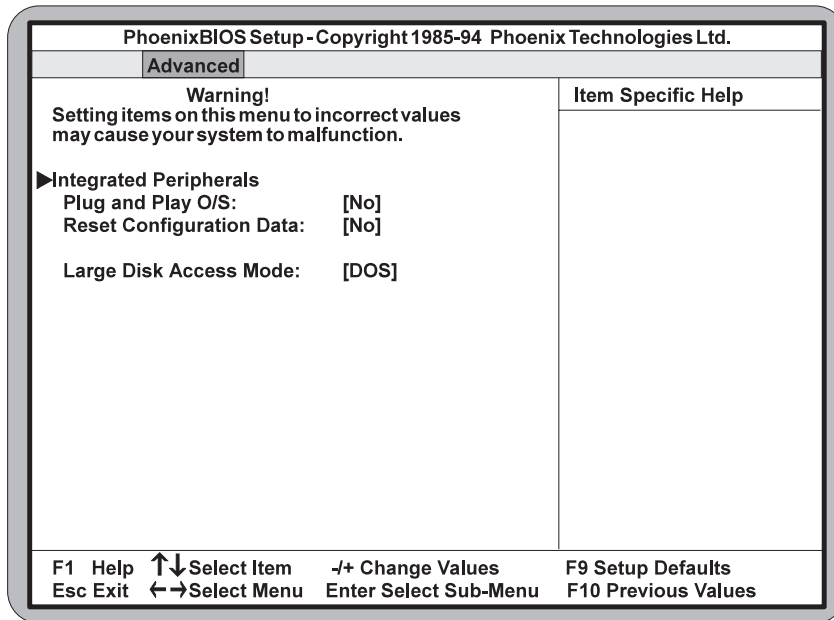 PhoenixBIOS Setup - Copyright 1985-94 Phoenix Technologies Ltd.
Advanced
Warning!
Setting items on this menu to incorrect values
may cause your system to malfunction.
▶Integrated Peripherals
Plug and Play O/S: [No]
Reset Configuration Data: [No]
Large Disk Access Mode: [DOS]
Item Specific Help
F1 Help ↑↓Select Item -/+ Change Values F9 Setup Defaults
Esc Exit ←→Select Menu Enter Select Sub-Menu F10 Previous Values